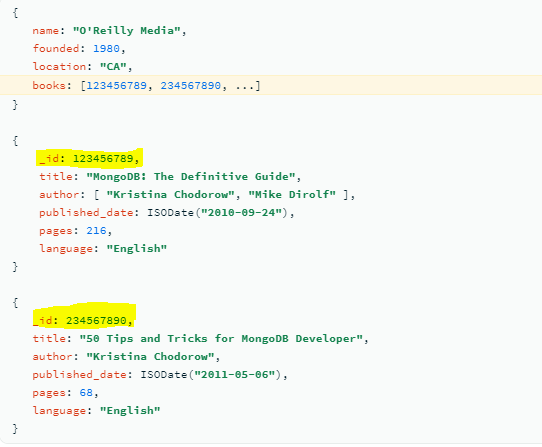 {
name: "O'Reilly Media",
founded: 1980,
location: "CA",
books: [123456789, 234567890, ...]
}
{
_id: 123456789,
title: "MongoDB: The Definitive Guide",
author: [ "Kristina Chodorow", "Mike Dirolf" ],
published_date: ISODate("2010-09-24"),
pages: 216,
language: "English"
}
{
_id: 234567890,
title: "50 Tips and Tricks for MongoDB Developer",
author: "Kristina Chodorow",
published_date: ISODate("2011-05-06"),
pages: 68,
language: "English"
}